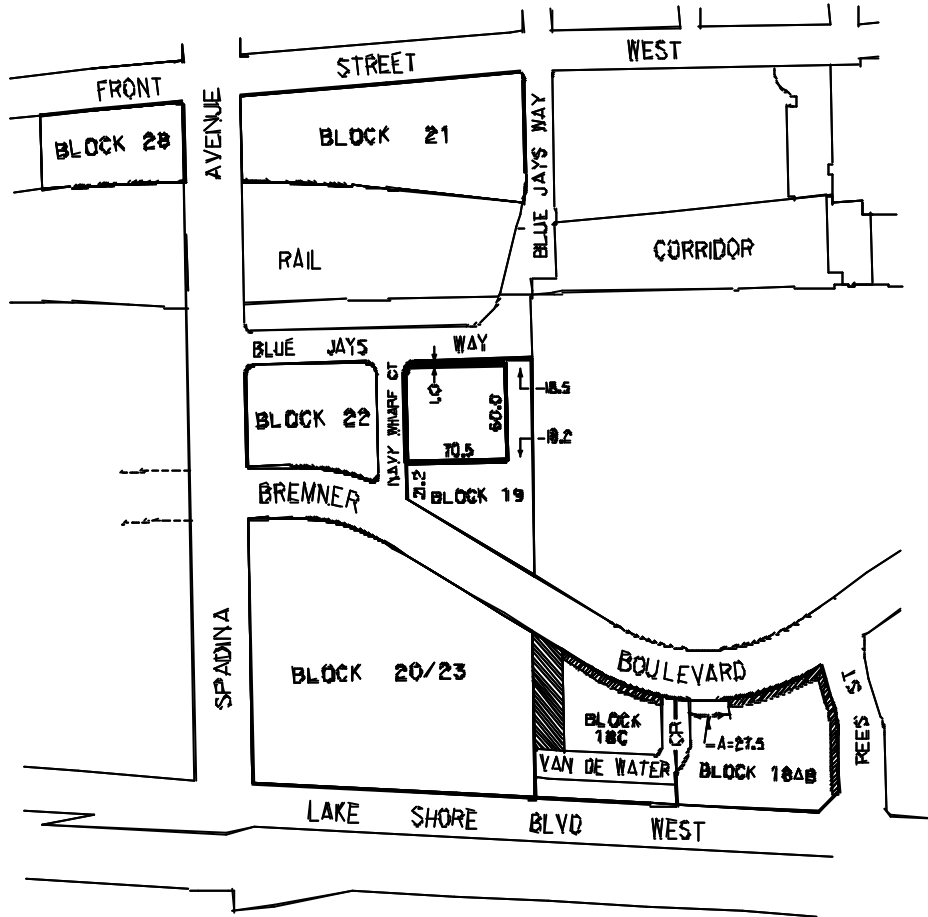 FRONT STREET WEST
AVENUE
BLOCK 28
BLOCK 21
BLUE JAYS WAY
RAIL
CORRIDOR
BLUE JAYS WAY
NAVY WHARF CT
1.0
18.5
60.0
18.2
70.5
21.2
BLOCK 22
BLOCK 19
BREMNER
SPADINA
BLOCK 20/23
BOULEVARD
REES ST
BLOCK
18C
CR
A=27.5
VAN DE WATER
BLOCK 18AB
LAKE SHORE BLVD WEST